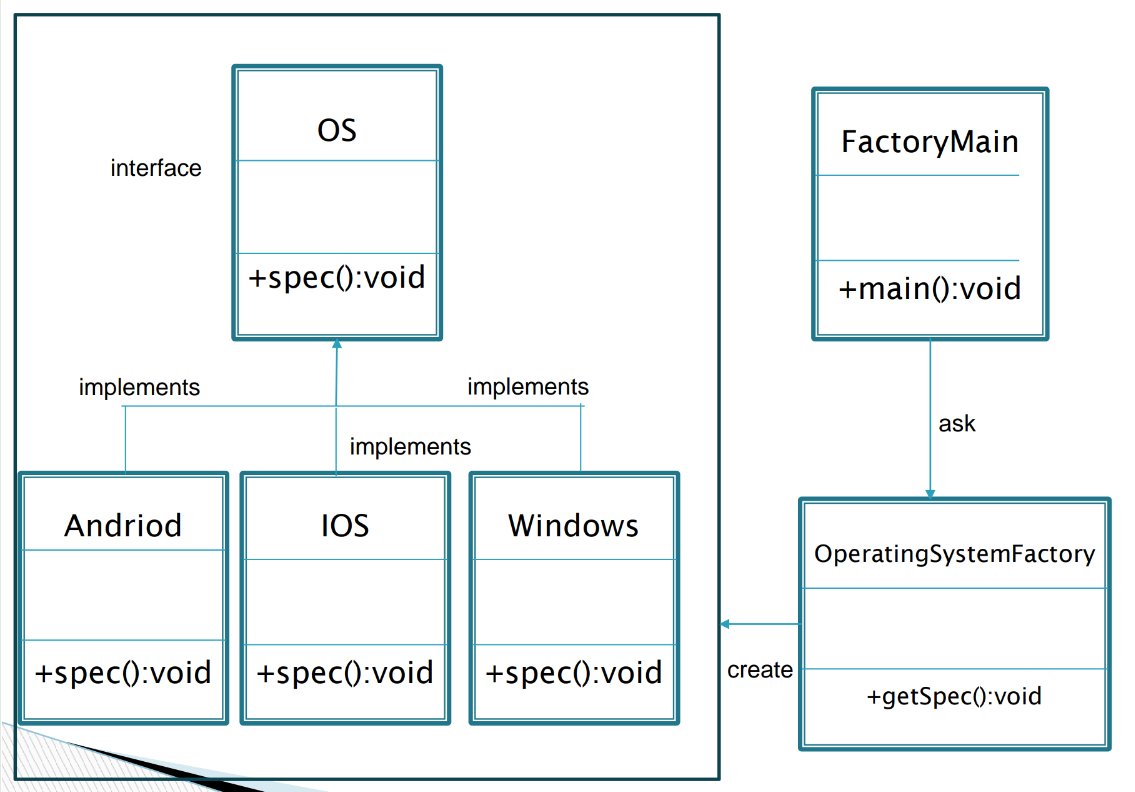 OS
interface
+spec():void
implements
implements
implements
Andriod
+spec():void
IOS
+spec():void
Windows
+spec():void
FactoryMain
+main():void
ask
OperatingSystemFactory
create
+getSpec():void